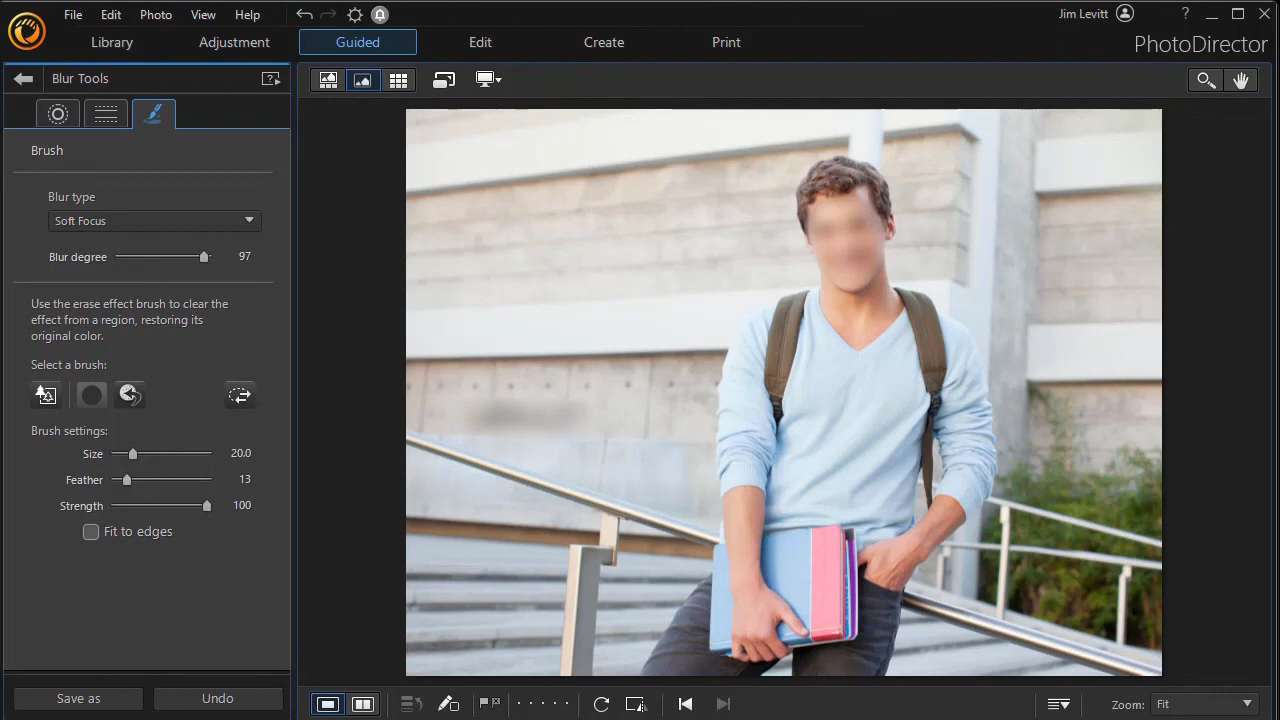 File Edit Photo View Help
Jim Levitt
?
Library Adjustment Guided Edit Create Print
PhotoDirector
Blur Tools
Brush
Blur type
Soft Focus
Blur degree 97
Use the erase effect brush to clear the
effect from a region, restoring its
original color.
Select a brush:
Brush settings:
Size 20.0
Feather 13
Strength 100
Fit to edges
Save as Undo
Zoom: Fit